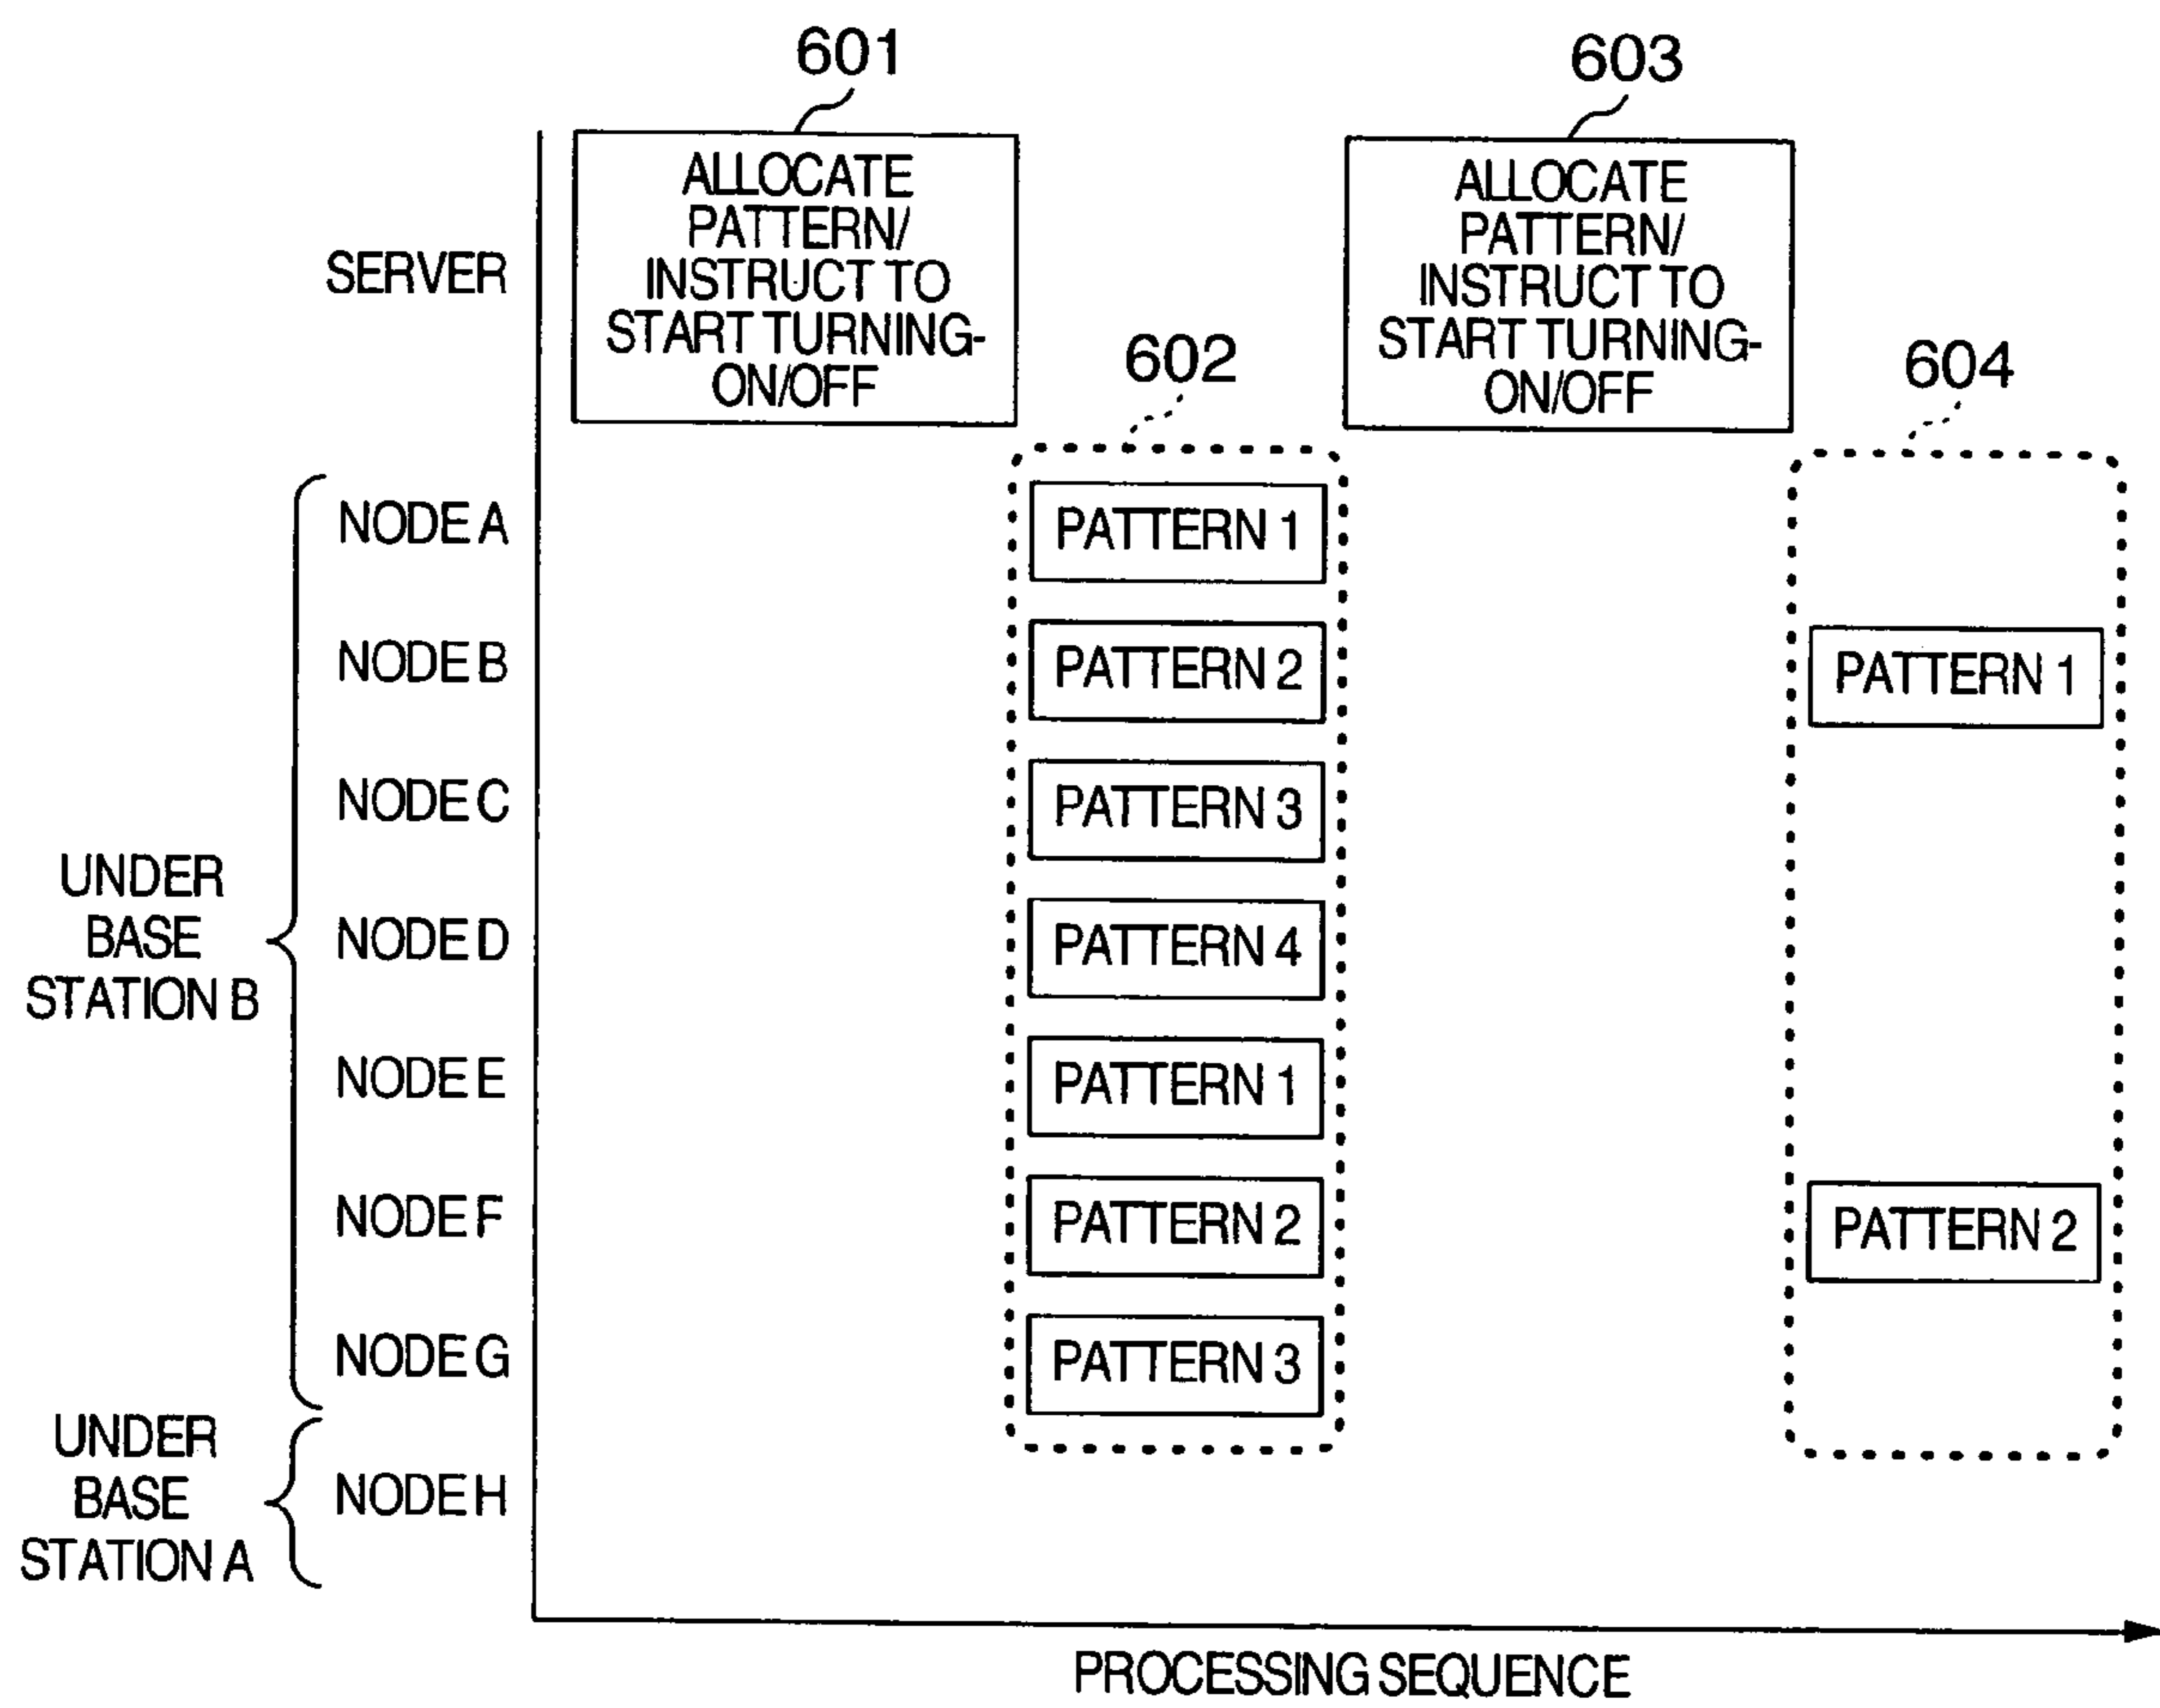 601
603
ALLOCATE
PATTERN/
INSTRUCT TO
START TURNING-
ON/OFF
ALLOCATE
PATTERN/
INSTRUCT TO
START TURNING-
ON/OFF
SERVER
602
604
NODE A
PATTERN 1
NODE B
PATTERN 2
PATTERN 1
NODE C
PATTERN 3
UNDER
BASE
STATION B
NODE D
PATTERN 4
NODE E
PATTERN 1
NODE F
PATTERN 2
PATTERN 2
NODE G
PATTERN 3
UNDER
BASE
STATION A
NODE H
PROCESSING SEQUENCE